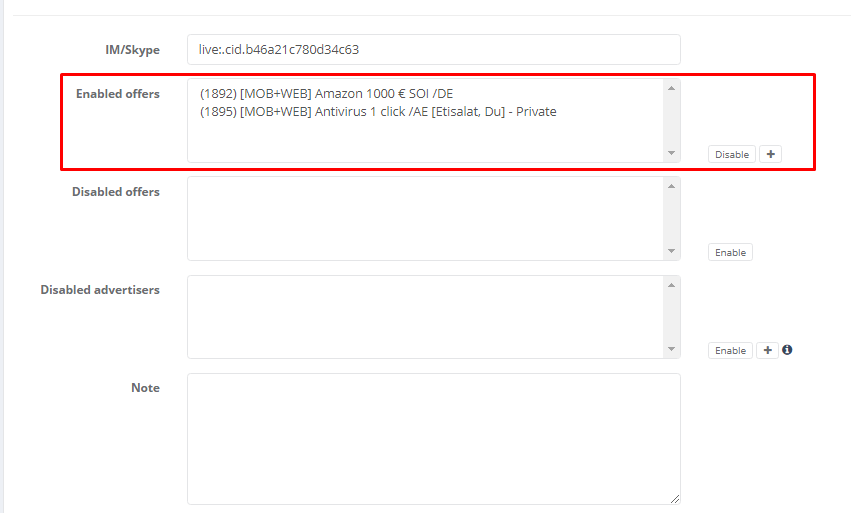 IM/Skype
live:.cid.b46a21c780d34c63
Enabled offers
(1892) [MOB+WEB] Amazon 1000 € SOI /DE
(1895) [MOB+WEB] Antivirus 1 click /AE [Etisalat, Du] - Private
Disable
+
Disabled offers
Enable
Disabled advertisers
Enable
+
Note